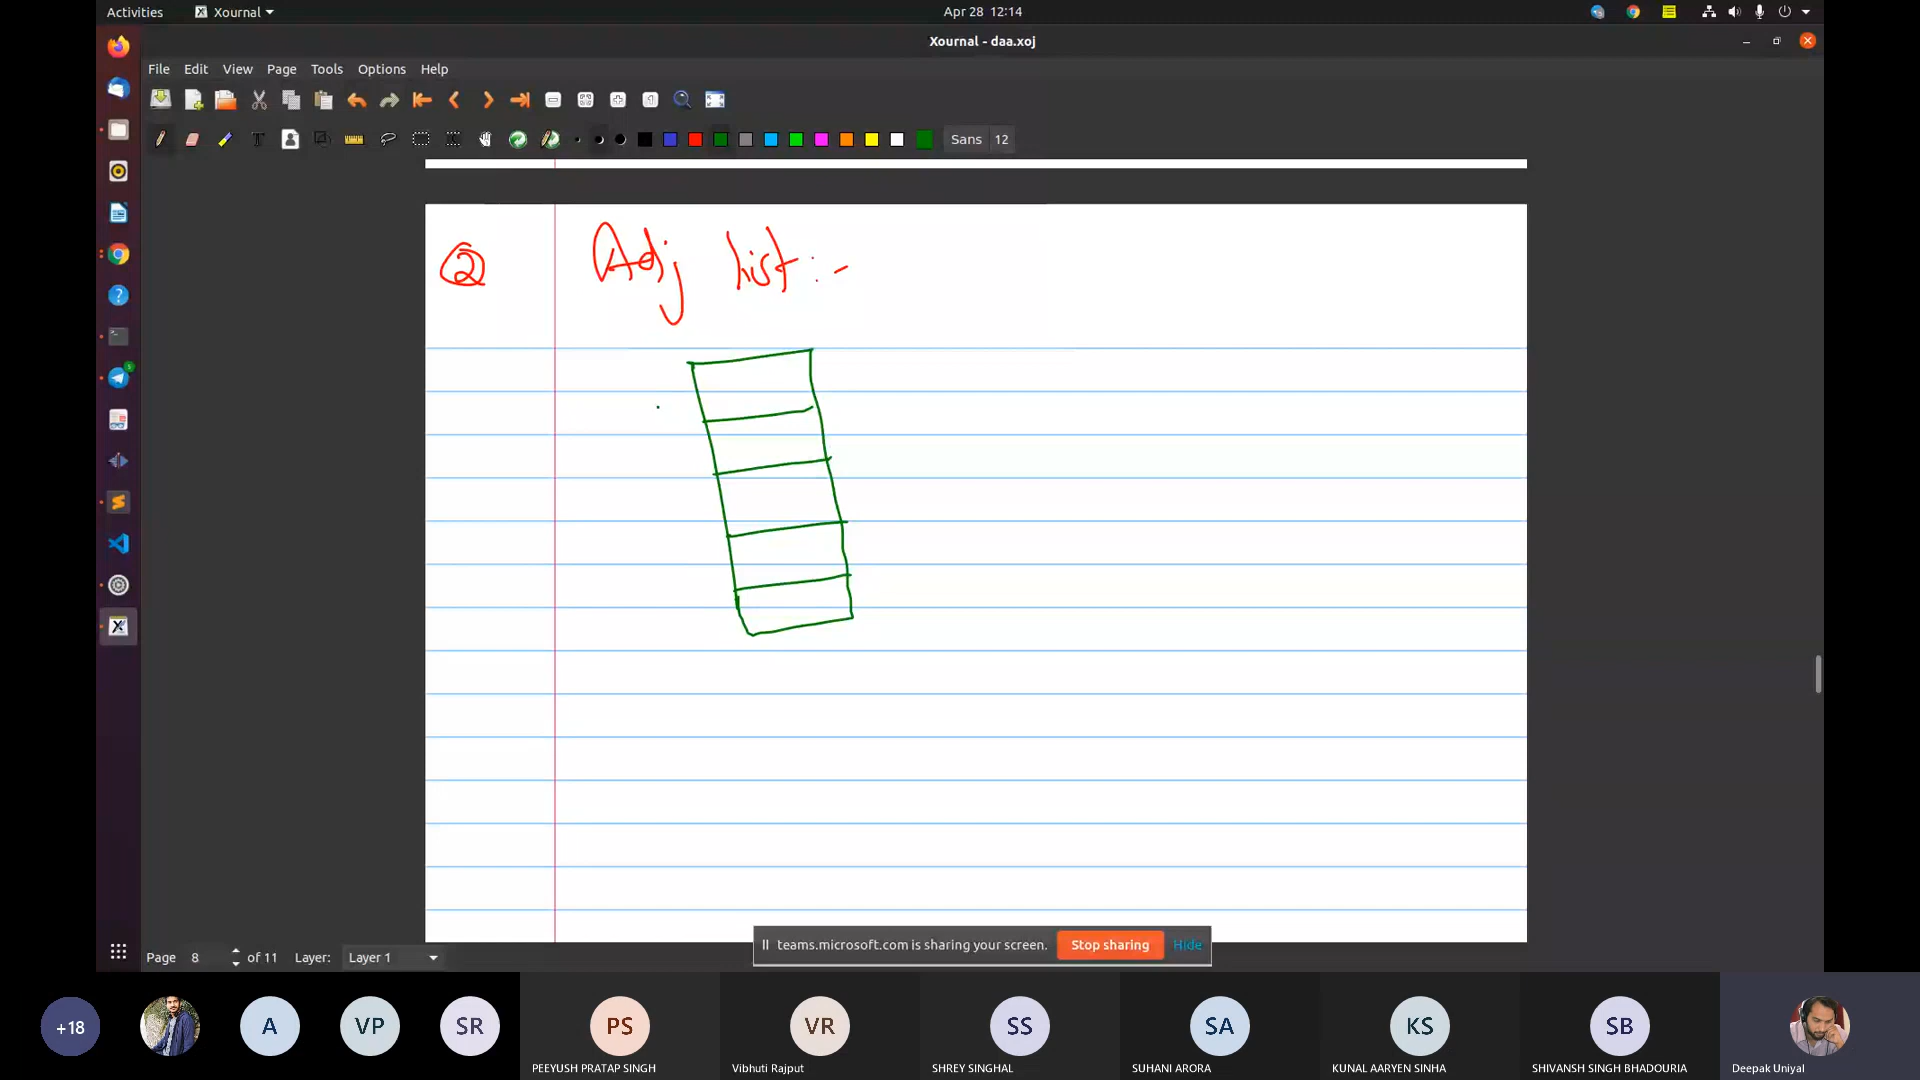 Activities Xournal Apr 28 12:14
Xournal - daa.xoj
File Edit View Page Tools Options Help
Sans 12
② Adj list :-
Page 8 of 11 Layer: Layer 1
teams.microsoft.com is sharing your screen. Stop sharing Hide
+18 A VP SR PS VR SS SA KS SB
PEEYUSH PRATAP SINGH Vibhuti Rajput SHREY SINGHAL SUHANI ARORA KUNAL AARYEN SINHA SHIVANSH SINGH BHADOURIA Deepak Uniyal